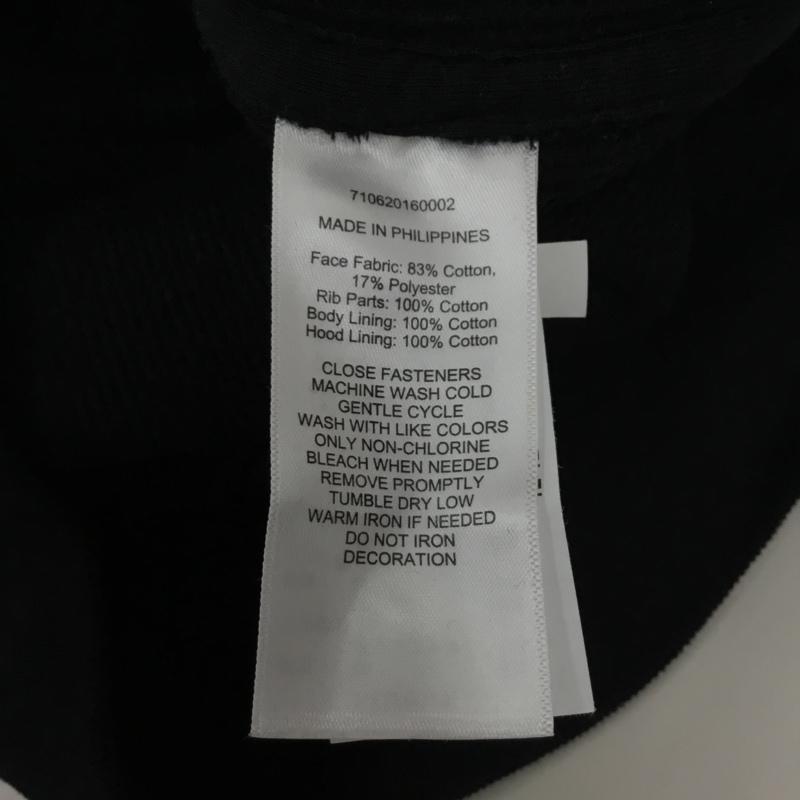 710620160002
MADE IN PHILIPPINES
Face Fabric: 83% Cotton,
17% Polyester
Rib Parts: 100% Cotton
Body Lining: 100% Cotton
Hood Lining: 100% Cotton
CLOSE FASTENERS
MACHINE WASH COLD
GENTLE CYCLE
WASH WITH LIKE COLORS
ONLY NON-CHLORINE
BLEACH WHEN NEEDED
REMOVE PROMPTLY
TUMBLE DRY LOW
WARM IRON IF NEEDED
DO NOT IRON
DECORATION